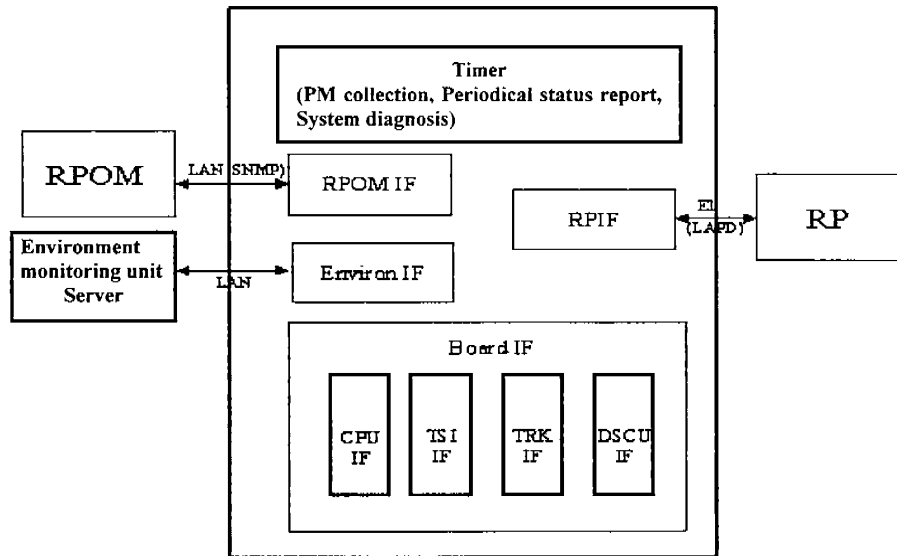 Timer
(PM collection, Periodical status report,
System diagnosis)
RPOM
LAN SNMP)
RPOM IF
RPIF
E1
(LAPD)
RP
Environment
monitoring unit
Server
LAN
Environ IF
Board IF
CPU
IF
TSI
IF
TRK
IF
DSCU
IF